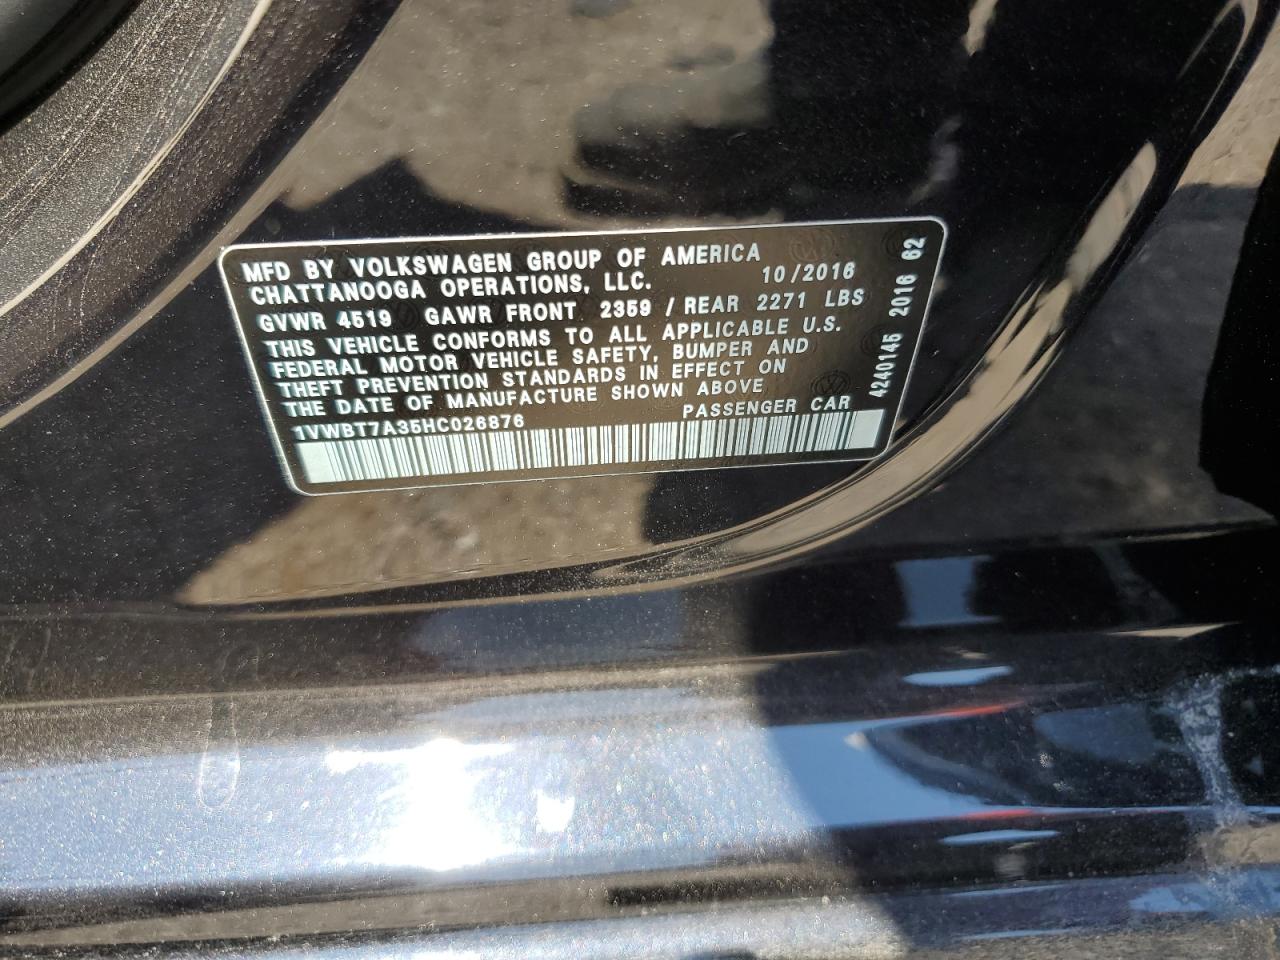 MFD BY VOLKSWAGEN GROUP OF AMERICA
CHATTANOOGA OPERATIONS, LLC. 10/2016
GVWR 4519 GAWR FRONT 2359 / REAR 2271 LBS
THIS VEHICLE CONFORMS TO ALL APPLICABLE U.S.
FEDERAL MOTOR VEHICLE SAFETY, BUMPER AND
THEFT PREVENTION STANDARDS IN EFFECT ON
THE DATE OF MANUFACTURE SHOWN ABOVE
PASSENGER CAR
1VWBT7A35HC026876
4240145 2016 62